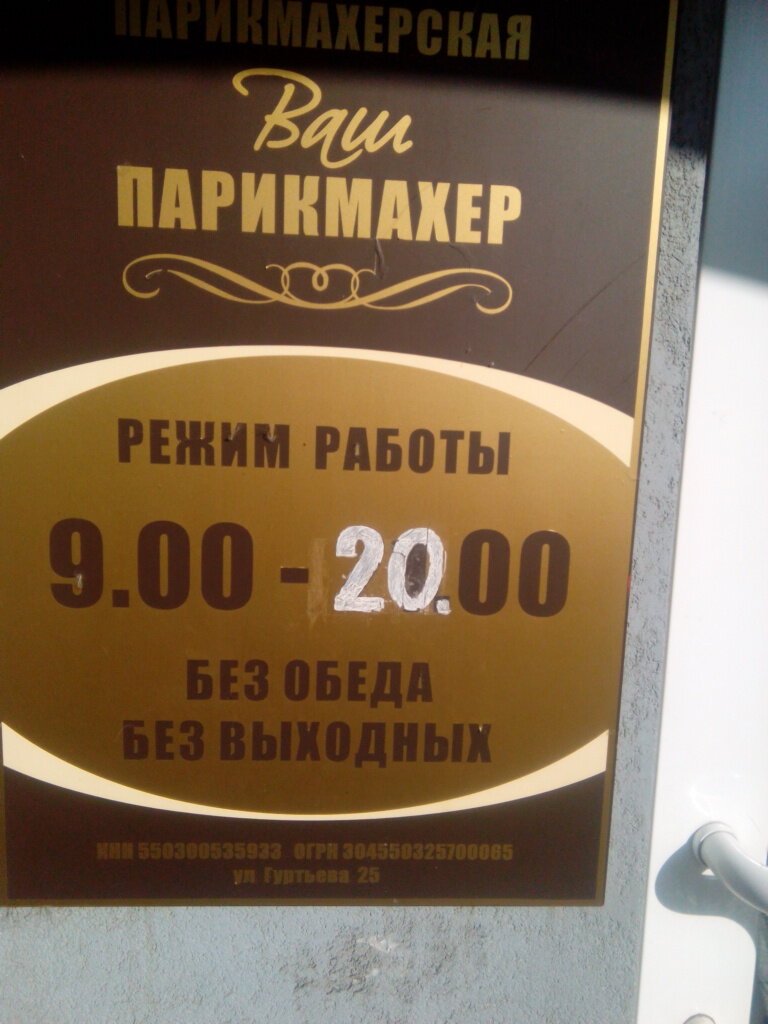 ПАРИКМАХЕРСКАЯ
Ваш
ПАРИКМАХЕР
РЕЖИМ РАБОТЫ
9.00 - 20.00
БЕЗ ОБЕДА
БЕЗ ВЫХОДНЫХ
ИНН 550300535933 ОГРН 304550325700085
ул Гуртьева 25